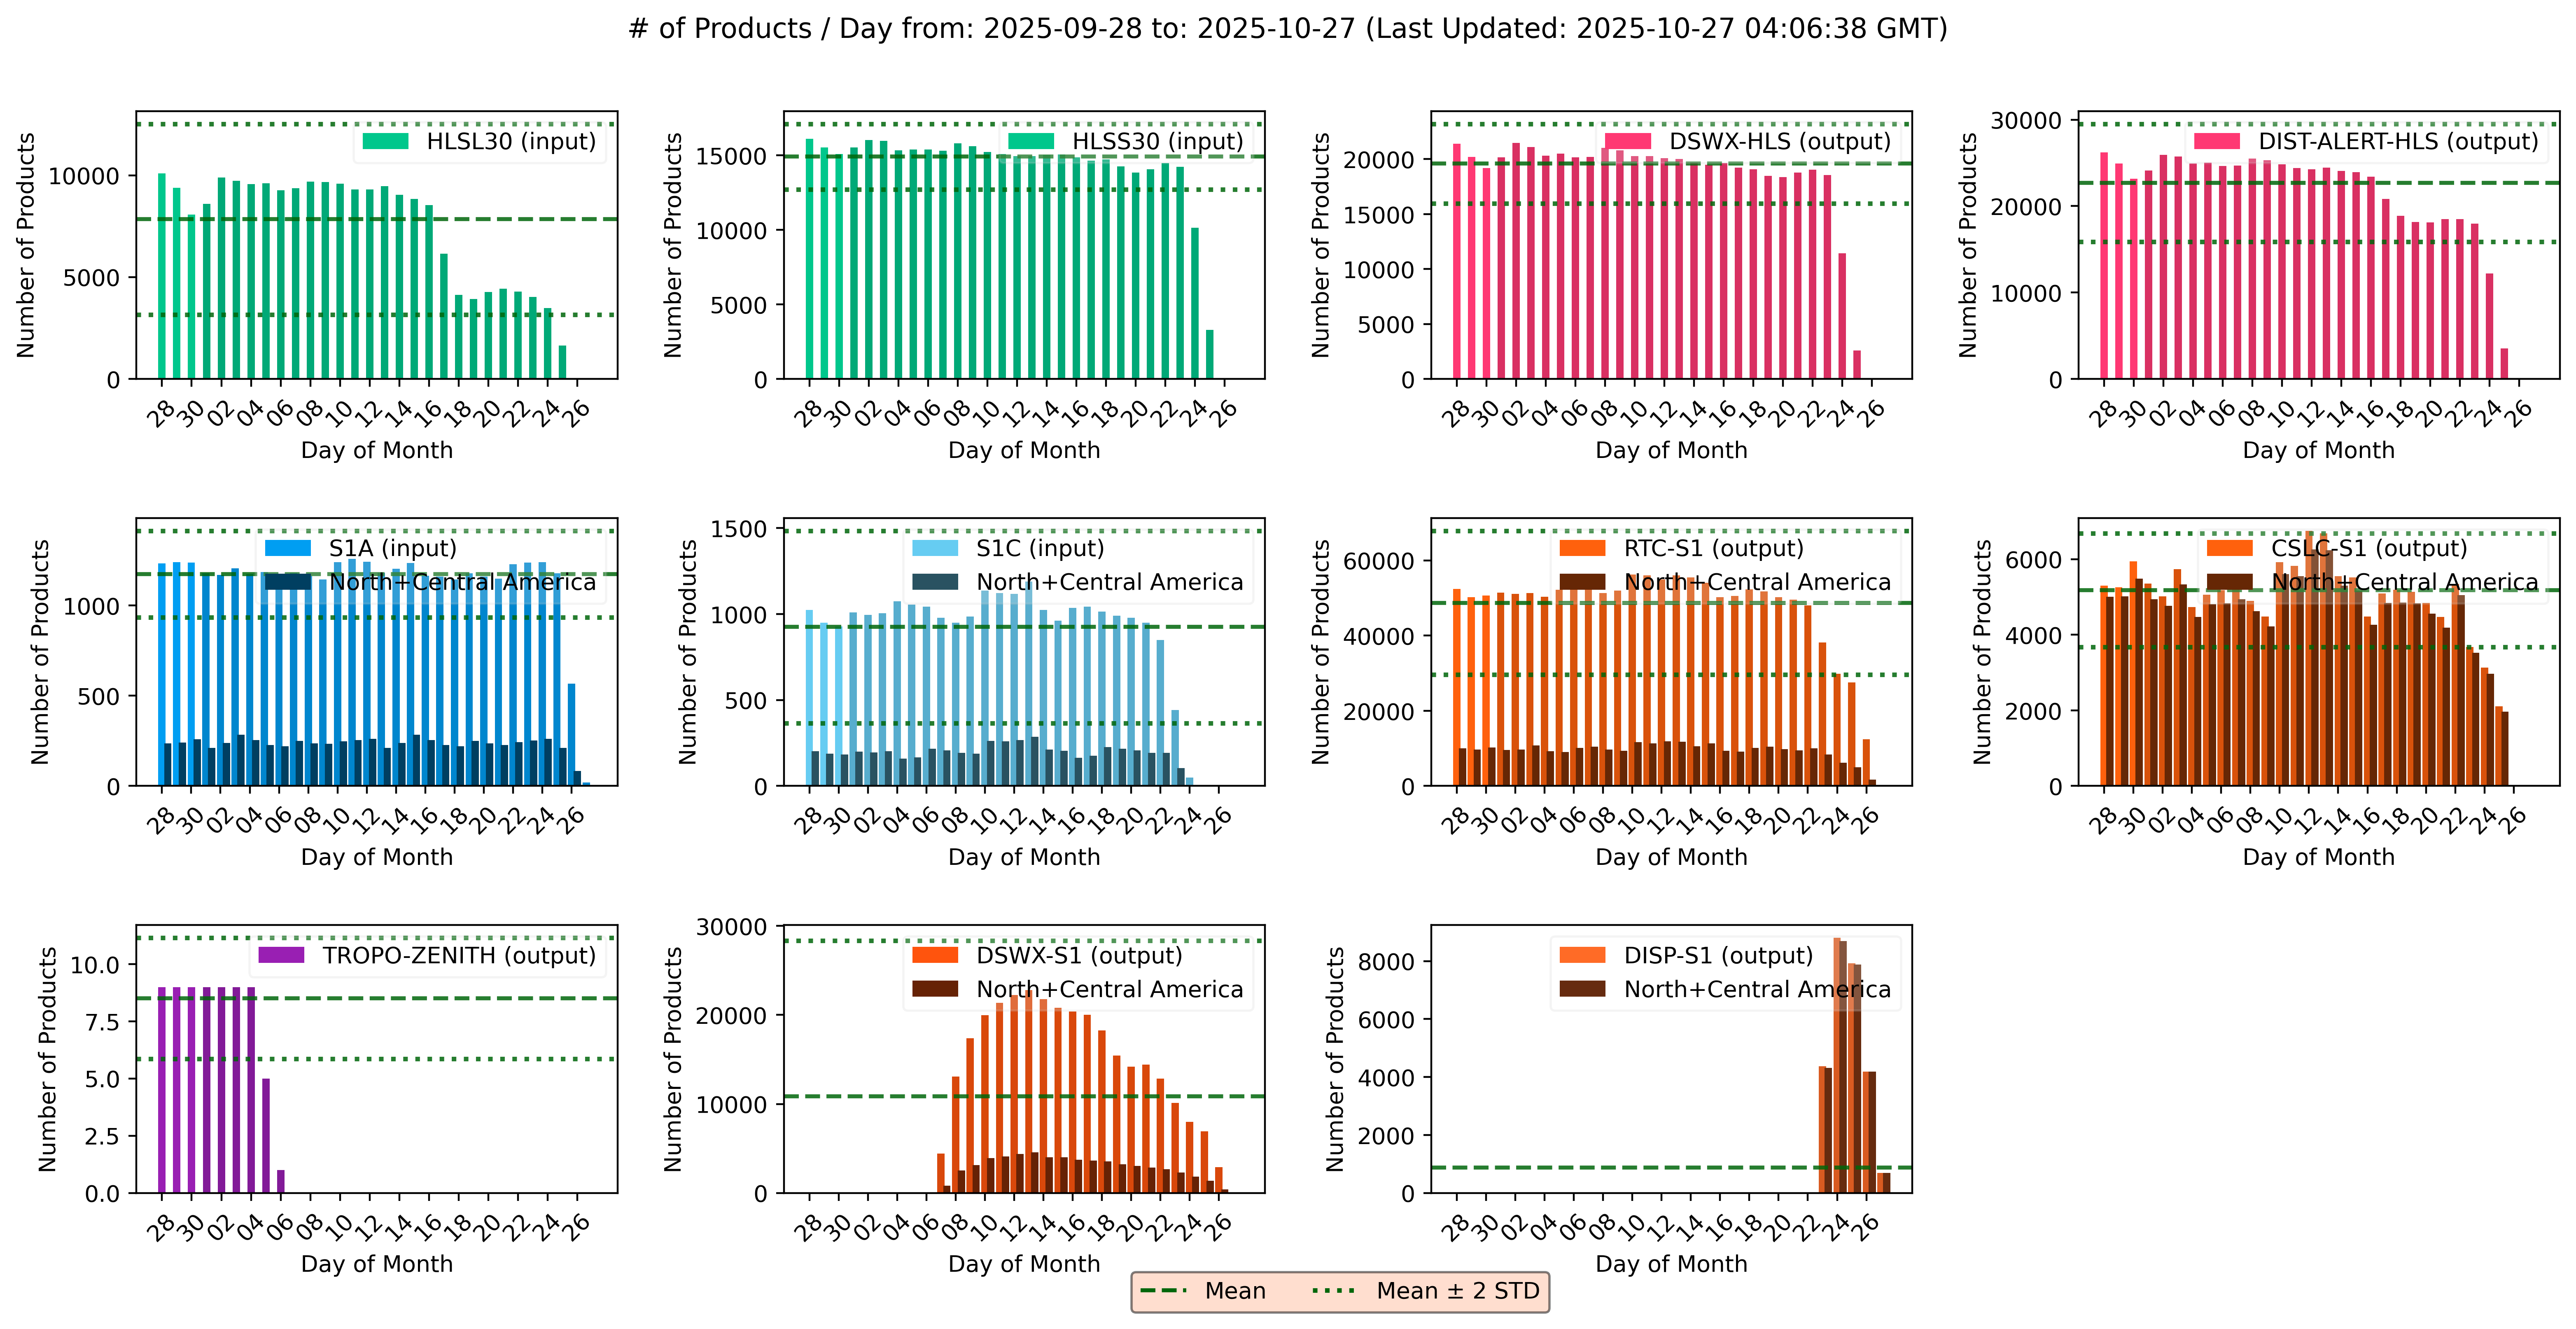 # of Products / Day from: 2025-09-28 to: 2025-10-27 (Last Updated: 2025-10-27 04:06:38 GMT)
HLSL30 (input)
Number of Products
10000
5000
0
28 30 02 04 06 08 10 12 14 16 18 20 22 24 26
Day of Month
HLSS30 (input)
Number of Products
15000
10000
5000
0
28 30 02 04 06 08 10 12 14 16 18 20 22 24 26
Day of Month
DSWX-HLS (output)
Number of Products
20000
15000
10000
5000
0
28 30 02 04 06 08 10 12 14 16 18 20 22 24 26
Day of Month
DIST-ALERT-HLS (output)
Number of Products
30000
20000
10000
0
28 30 02 04 06 08 10 12 14 16 18 20 22 24 26
Day of Month
S1A (input)
North+Central America
Number of Products
1000
500
0
28 30 02 04 06 08 10 12 14 16 18 20 22 24 26
Day of Month
S1C (input)
North+Central America
Number of Products
1500
1000
500
0
28 30 02 04 06 08 10 12 14 16 18 20 22 24 26
Day of Month
RTC-S1 (output)
North+Central America
Number of Products
60000
40000
20000
0
28 30 02 04 06 08 10 12 14 16 18 20 22 24 26
Day of Month
CSLC-S1 (output)
North+Central America
Number of Products
6000
4000
2000
0
28 30 02 04 06 08 10 12 14 16 18 20 22 24 26
Day of Month
TROPO-ZENITH (output)
Number of Products
10.0
7.5
5.0
2.5
0.0
28 30 02 04 06 08 10 12 14 16 18 20 22 24 26
Day of Month
DSWX-S1 (output)
North+Central America
Number of Products
30000
20000
10000
0
28 30 02 04 06 08 10 12 14 16 18 20 22 24 26
Day of Month
DISP-S1 (output)
North+Central America
Number of Products
8000
6000
4000
2000
0
28 30 02 04 06 08 10 12 14 16 18 20 22 24 26
Day of Month
Mean
Mean ± 2 STD